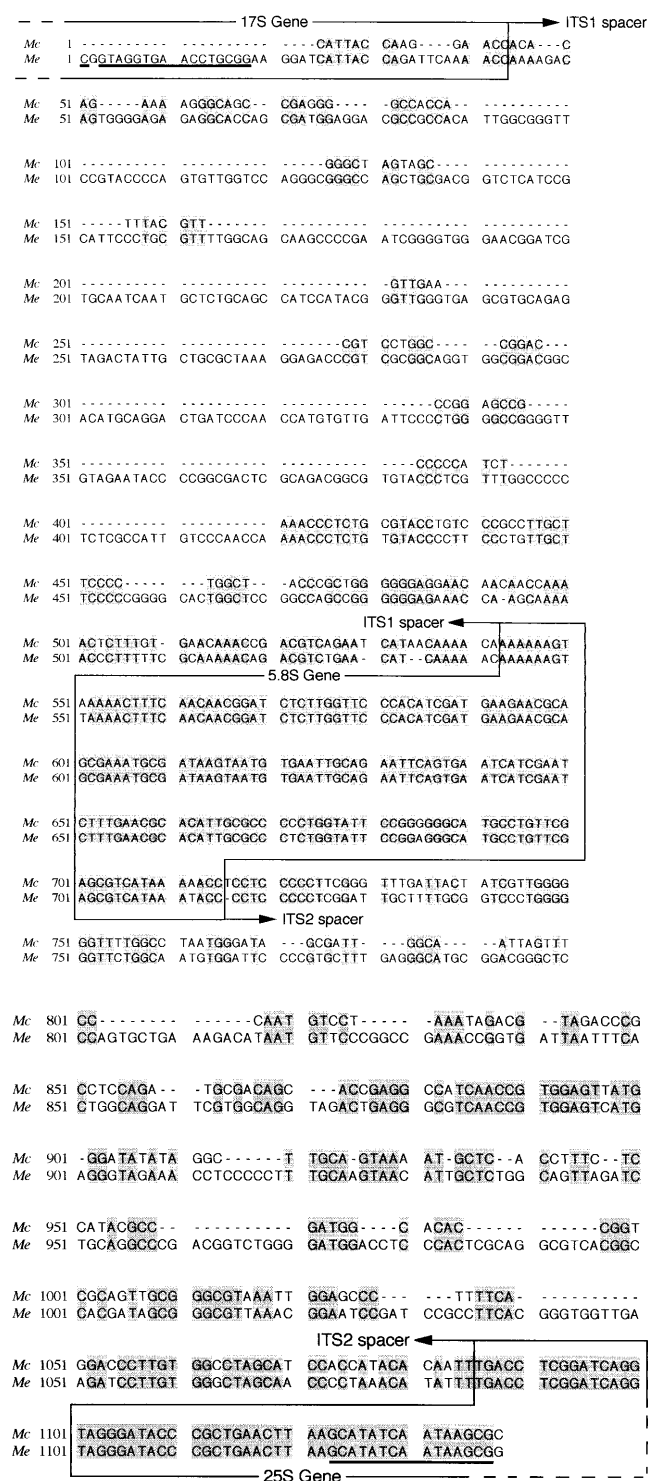 17S Gene ITS1 spacer
Mc 1 - - - - - - - - - - - - - - - - - - - - - - - CATTAC CAAG - - - - GA ACCACA - - C
Me 1 CGGTAGGTGA ACCTGCGGAA GGATCATTAC CAGATTCAAA ACCAAAAGAC
Mc 51 AG - - - - AAA AGGGCAGC CGAGGG - - - - GCCACCA - - - - - - - - - - -
Me 51 AGTGGGGAGA GAGGCACCAG CGATGGAGGA CGCCGCCACA TTGGCGGGTT
Mc 101 - - - - - - - - - - - - - - - - - - - - - - - - GGGCT AGTAGC - - - - - - - - - - - - -
Me 101 CCGTACCCCA GTGTTGGTCC AGGGCGGGCC AGCTGCGACG GTCTCATCCG
Mc 151 - - - - - TTTAC GTT - - - - - - - - - - - - - - - - - - - - - - - - - - - - - - - - - -
Me 151 CATTCCCTGC GTTTTGGCAG CAAGCCCCGA ATCGGGGTGG GAACGGATCG
Mc 201 - - - - - - - - - - - - - - - - - - - - - - - - - - - - - - GTTGAA - - - - - - - - - - - -
Me 201 TGCAATCAAT GCTCTGCAGC CATCCATACG GGTTGGGTGA GCGTGCAGAG
Mc 251 - - - - - - - - - - - - - - - - - - - - - - - - - CGT CCTGGC - - - - - - CGGAC - - -
Me 251 TAGACTATTG CTGCGCTAAA GGAGACCCGT CGCGGCAGGT GGCGGACGGC
Mc 301 - - - - - - - - - - - - - - - - - - - - - - - - - - - - - - - - - - CCGG AGCCG - - - - -
Me 301 ACATGCAGGA CTGATCCCAA CCATGTGTTG ATTCCCCTGG GGCCGGGGTT
Mc 351 - - - - - - - - - - - - - - - - - - - - - - - - - - - - - - - - CCCCCA TCT - - - - - - -
Me 351 GTAGAATACC CCGGCGACTC GCAGACGGCG TGTACCCTCG TTTGGCCCCC
Mc 401 - - - - - - - - - - - - - - - - - - - - AAACCCTCTG CGTACCTGTC CCGCCTTGCT
Me 401 TCTCGCCATT GTCCCAACCA AAACCCTCTG TGTACCCCTT CCCTGTTGCT
Mc 451 TCCCC - - - - - - - - TGGCT - - ACCCGCTGG GGGGAGGAAC AACAACCAAA
Me 451 TCCCCCGGGG CACTGGCTCC GGCCAGCCGG GGGGAGAAAC CA-AGCAAAA
ITS1 spacer
Mc 501 ACTCTTTGT- GAACAAACCG ACGTCAGAAT CATAACAAAAC CAAAAAAAGT
Me 501 ACCCTTTTTC GCAAAAACAG ACGTCTGAA- CAT-CAAAAC ACAAAAAAGT
5.8S Gene
Mc 551 AAAAACTTTC AACAACGGAT CTCTTGGTTC CCACATCGAT GAAGAACGCA
Me 551 TAAAACTTTC AACAACGGAT CTCTTGGTTC CCACATCGAT GAAGAACGCA
Mc 601 GCGAAATGCG ATAAGTAATG TGAATTGCAG AATTCAGTGA ATCATCGAAT
Me 601 GCGAAATGCG ATAAGTAATG TGAATTGCAG AATTCAGTGA ATCATCGAAT
Mc 651 CTTTGAACGC ACATTGCGCC CCCTGGTATT CCGGGGGGCA TGCCTGTTCG
Me 651 CTTTGAACGC ACATTGCGCC CTCTGGTATT CCGGAGGGCA TGCCTGTTCG
Mc 701 AGCGTCATAA AAACCTCCTC CCCCTTCGGG TTTGATTACT ATCGTTGGGG
Me 701 AGCGTCATAA ATACC-CCTC CCCCTCGGAT TGCTTTTGCG GTCCCTGGGG
ITS2 spacer
Mc 751 GGTTTTGGCC TAATGGGATA - GCGATT - - - - GGCA - - ATTAGTTT
Me 751 GGTTCTGGCA ATGTGGATTC CCCGTGCTTT GAGGGCATGC GGACGGGCTC
Mc 801 CC - - - - - - - - - - - - - - - CAAT GTCCT - - - - - - AAATAGACG - - TAGACCCG
Me 801 CCAGTGCTGA AAGACATAAT GTTCCCGGCC GAAACCGGTG ATTAATTTCA
Mc 851 CCTCCAGA - - - TGCGACAGC - ACCGAGG CCATCAACCG TGGAGTTATG
Me 851 CTGGCAGGAT TCGTGGCAGG TAGACTGAGG GCGTCAACCG TGGAGTCATG
Mc 901 -GGATATATA GGC - - - - - - T TGCA-GTAAA AT-GCTC--A CCTTTC-TC
Me 901 AGGGTAGAAA CCTCCCCCTT TGCAAGTAAC ATTGCTCTGG CAGTTAGATC
Mc 951 CATACGCC - - - - - - - - - - - - GATGG - - - - C ACAC - - - - - - - - - - - - CGGT
Me 951 TGCAGGCCCG ACGGTCTGGG GATGGACCTC CCACTCGCAG GCGTCACGGC
Mc 1001 CGCAGTTGCG GGCGTAAATT GGAGCCC - - - - - - - TTTTCA - - - - - - - - - -
Me 1001 CACGATAGCG GGCGTTAAAC GGAATCCGAT CCGCCTTCAC GGGTGGTTGA
ITS2 spacer
Mc 1051 GGACCCTTGTG GGCCTAGCAT CCACCATACA CAATTTGACC TCGGATCAGG
Me 1051 AGATCCTTGTG GGGCTAGCAA CCCCTAAACA TATTTTGACC TCGGATCAGG
Mc 1101 TAGGGATACC CGCTGAACTT AAGCATATCA ATAAGCGC
Me 1101 TAGGGATACC CGCTGAACTT AAGCATATCA ATAAGCGG
25S Gene